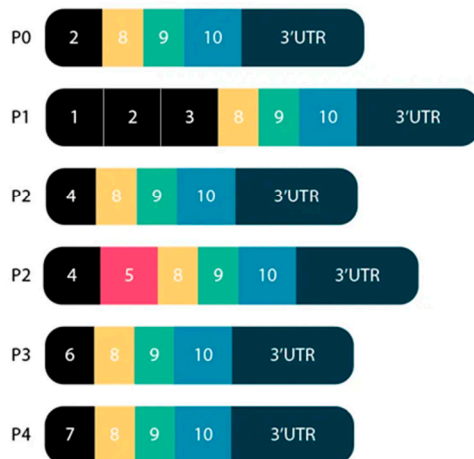 P0 2 8 9 10 3'UTR
P1 1 2 3 8 9 10 3'UTR
P2 4 8 9 10 3'UTR
P2 4 5 8 9 10 3'UTR
P3 6 8 9 10 3'UTR
P4 7 8 9 10 3'UTR